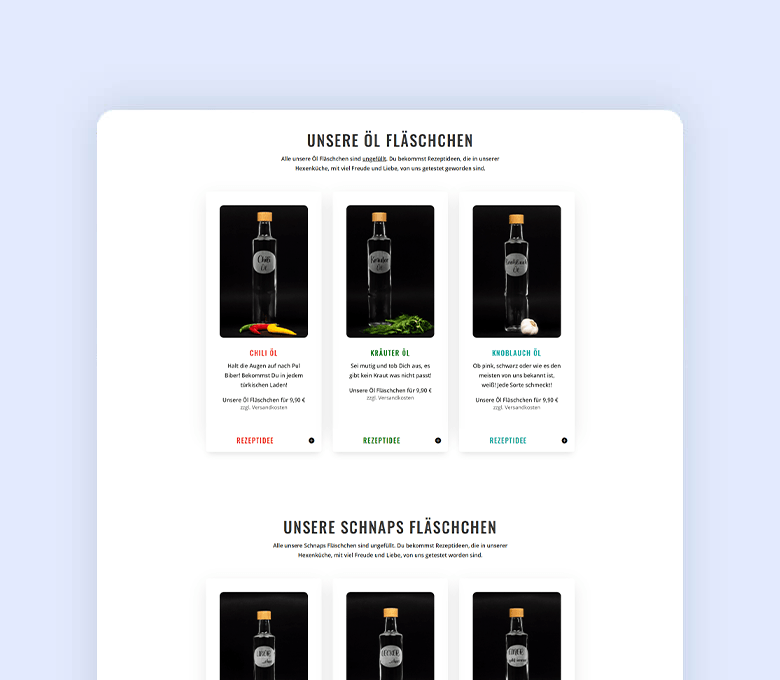 UNSERE ÖL FLÄSCHCHEN
Alle unsere Öl Fläschchen sind ungefüllt. Du bekommst Rezeptideen, die in unserer
Hexenküche, mit viel Freude und Liebe, von uns getestet geworden sind.
Chili
Öl
Kräuter
Öl
Knoblauch
Öl
CHILI ÖL
Halt die Augen auf nach Pul
Biber! Bekommst Du in jedem
türkischen Laden!
Unsere Öl Fläschchen für 9,90 €
zzgl. Versandkosten
REZEPTIDEE
KRÄUTER ÖL
Sei mutig und tob Dich aus, es
gibt kein Kraut was nicht passt!
Unsere Öl Fläschchen für 9,90 €
zzgl. Versandkosten
REZEPTIDEE
KNOBLAUCH ÖL
Ob pink, schwarz oder wie es den
meisten von uns bekannt ist,
weiß! Jede Sorte schmeckt!
Unsere Öl Fläschchen für 9,90 €
zzgl. Versandkosten
REZEPTIDEE
UNSERE SCHNAPS FLÄSCHCHEN
Alle unsere Schnaps Fläschchen sind ungefüllt. Du bekommst Rezeptideen, die in unserer
Hexenküche, mit viel Freude und Liebe, von uns getestet worden sind.
LIKÖR